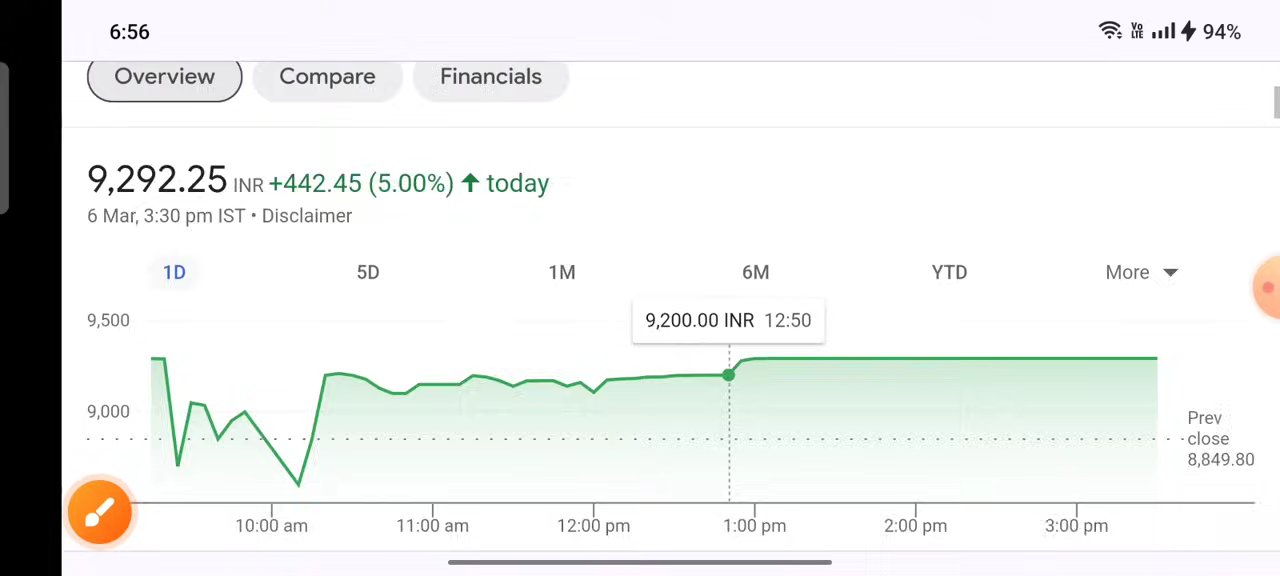 6:56
Vo LTE 94%
Overview Compare Financials
9,292.25 INR +442.45 (5.00%) ↑ today
6 Mar, 3:30 pm IST • Disclaimer
1D 5D 1M 6M YTD More
9,200.00 INR 12:50
9,500
9,000
Prev
close
8,849.80
10:00 am 11:00 am 12:00 pm 1:00 pm 2:00 pm 3:00 pm